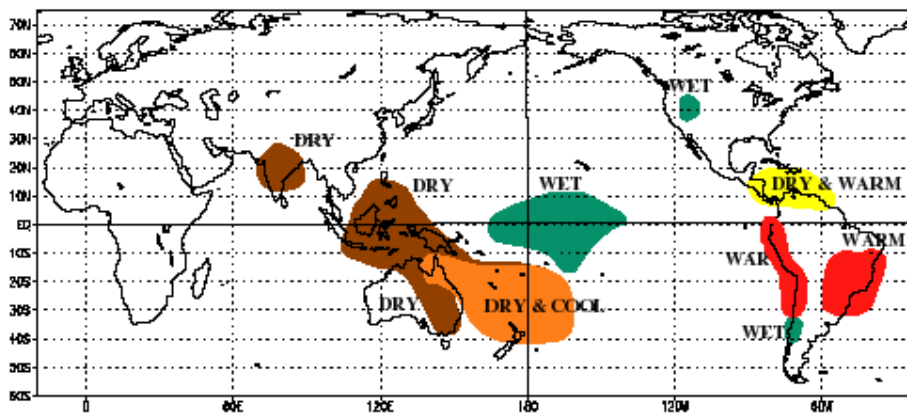 70N
60N
50N
WET
40N
30N
DRY
20N
DRY
WET
DRY & WARM
10N
EQ
WARM
10S
WAR
20S
DRY
DRY & COOL
30S
WET
40S
50S
60S
0
60E
120E
180
120W
60W